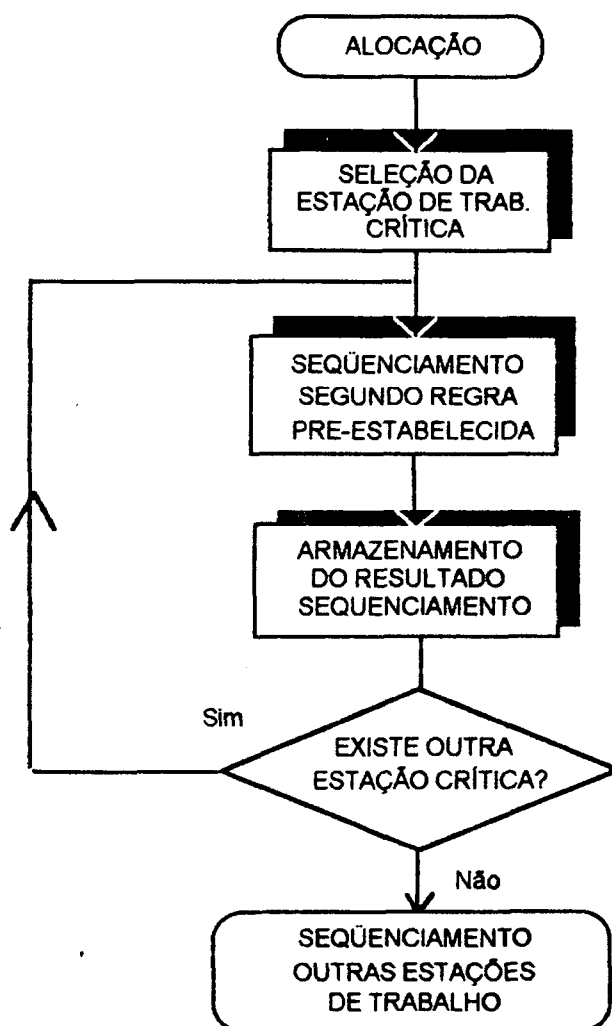 ALOCAÇÃO
SELEÇÃO DA
ESTAÇÃO DE TRAB.
CRÍTICA
SEQÜENCIAMENTO
SEGUNDO REGRA
PRE-ESTABELECIDA
ARMAZENAMENTO
DO RESULTADO
SEQUENCIAMENTO
Sim
EXISTE OUTRA
ESTAÇÃO CRÍTICA?
Não
SEQÜENCIAMENTO
OUTRAS ESTAÇÕES
DE TRABALHO